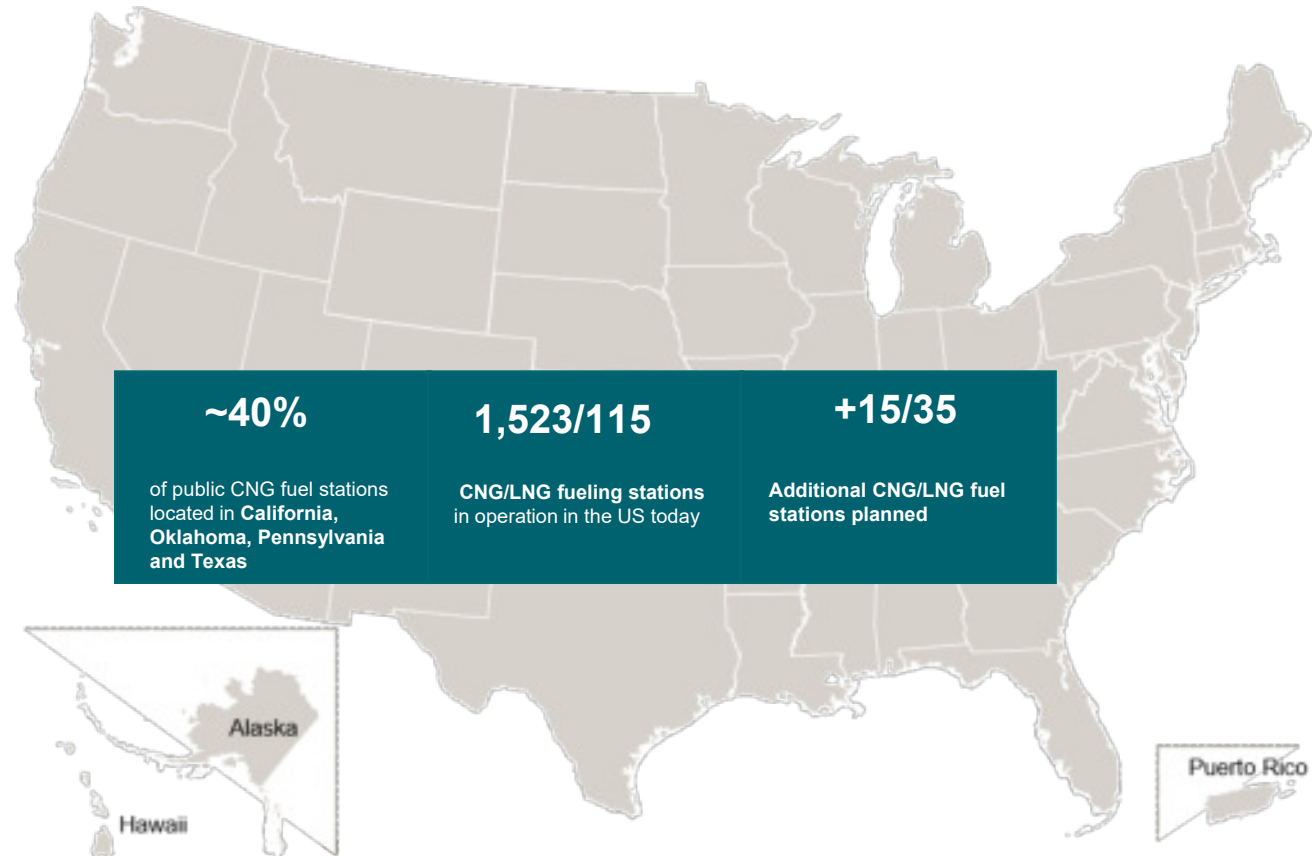 ~40%
of public CNG fuel stations
located in California,
Oklahoma, Pennsylvania
and Texas
1,523/115
CNG/LNG fueling stations
in operation in the US today
+15/35
Additional CNG/LNG fuel
stations planned
Alaska
Hawaii
Puerto Rico